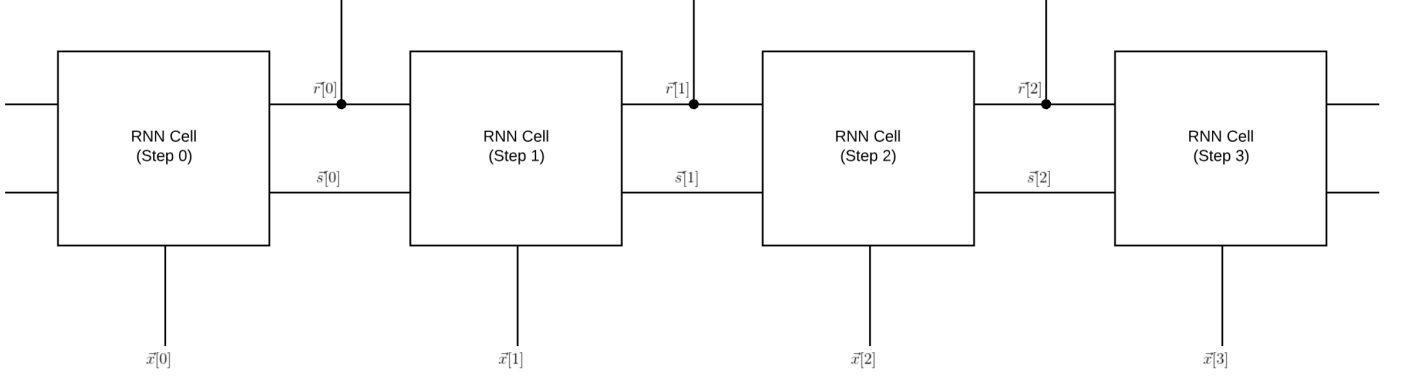 r⃗[0]
r⃗[1]
r⃗[2]
RNN Cell
(Step 0)
RNN Cell
(Step 1)
RNN Cell
(Step 2)
RNN Cell
(Step 3)
s⃗[0]
s⃗[1]
s⃗[2]
x⃗[0]
x⃗[1]
x⃗[2]
x⃗[3]